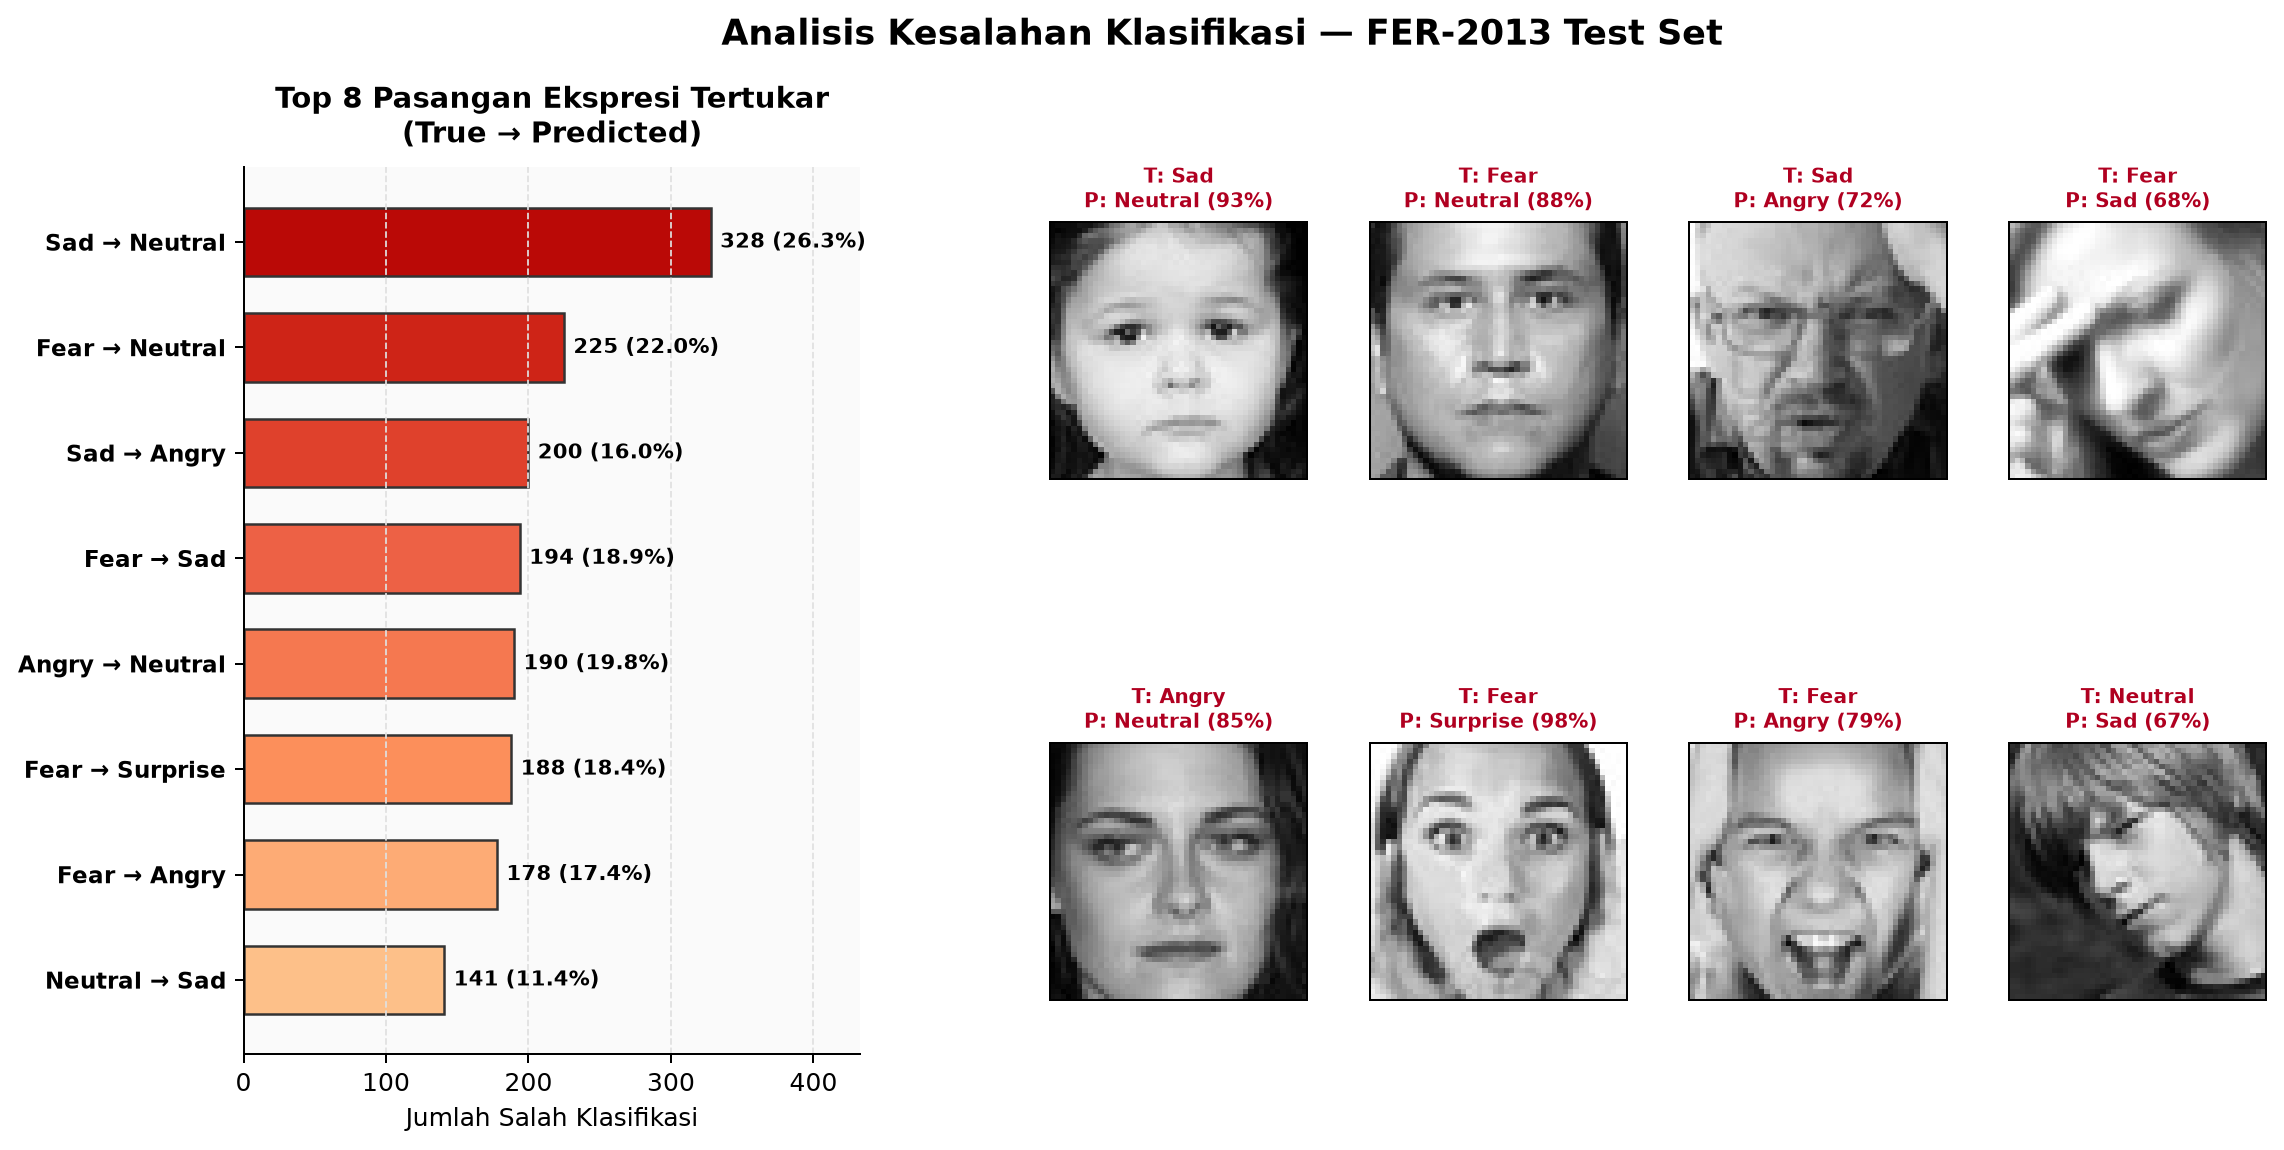 Analisis Kesalahan Klasifikasi — FER-2013 Test Set
Top 8 Pasangan Ekspresi Tertukar
(True → Predicted)
Sad → Neutral
328 (26.3%)
Fear → Neutral
225 (22.0%)
Sad → Angry
200 (16.0%)
Fear → Sad
194 (18.9%)
Angry → Neutral
190 (19.8%)
Fear → Surprise
188 (18.4%)
Fear → Angry
178 (17.4%)
Neutral → Sad
141 (11.4%)
0 100 200 300 400
Jumlah Salah Klasifikasi
T: Sad
P: Neutral (93%)
T: Fear
P: Neutral (88%)
T: Sad
P: Angry (72%)
T: Fear
P: Sad (68%)
T: Angry
P: Neutral (85%)
T: Fear
P: Surprise (98%)
T: Fear
P: Angry (79%)
T: Neutral
P: Sad (67%)